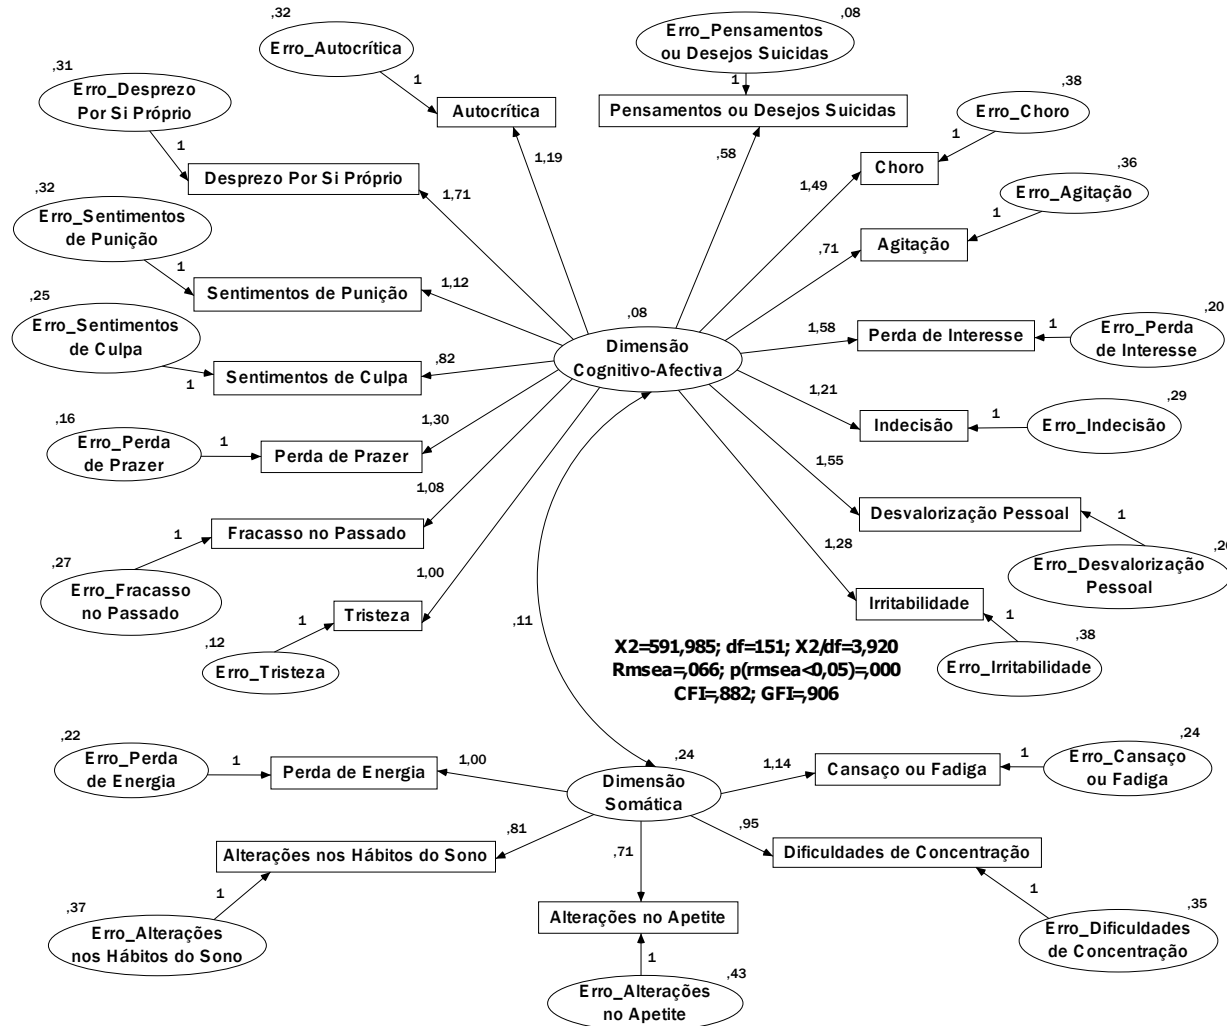 ,32
Erro_Autocrítica
1
Autocrítica
1,19
,08
Erro_Pensamentos
ou Desejos Suicidas
1
Pensamentos ou Desejos Suicidas
,58
,31
Erro_Desprezo
Por Si Próprio
1
Desprezo Por Si Próprio
1,71
,38
Erro_Choro
1
Choro
1,49
,36
Erro_Agitação
1
Agitação
,71
,32
Erro_Sentimentos
de Punição
1
Sentimentos de Punição
1,12
,25
Erro_Sentimentos
de Culpa
1
Sentimentos de Culpa
,82
,08
Dimensão
Cognitivo-Afectiva
,20
Erro_Perda
de Interesse
1
Perda de Interesse
1,58
,29
Erro_Indecisão
1
Indecisão
1,21
,16
Erro_Perda
de Prazer
1
Perda de Prazer
1,30
1,55
Desvalorização Pessoal
1
Erro_Desvalorização
Pessoal
1,08
Fracasso no Passado
1
,27
Erro_Fracasso
no Passado
1,28
Irritabilidade
1
,38
Erro_Irritabilidade
1,00
Tristeza
1
,12
Erro_Tristeza
,11
X2=591,985; df=151; X2/df=3,920
Rmsea=,066; p(rmsea<0,05)=,000
CFI=,882; GFI=,906
,22
Erro_Perda
de Energia
1
Perda de Energia
1,00
,24
Dimensão
Somática
1,14
Cansaço ou Fadiga
1
,24
Erro_Cansaço
ou Fadiga
,81
Alterações nos Hábitos do Sono
1
,37
Erro_Alterações
nos Hábitos do Sono
,71
Alterações no Apetite
1
,43
Erro_Alterações
no Apetite
,95
Dificuldades de Concentração
1
,35
Erro_Dificuldades
de Concentração